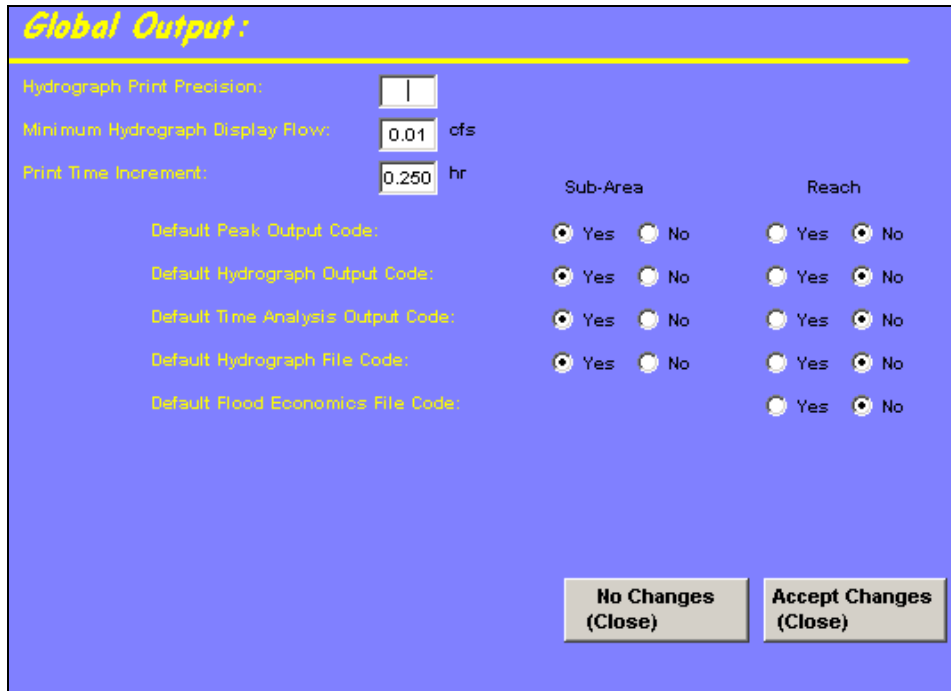 Global Output:
Hydrograph Print Precision:
Minimum Hydrograph Display Flow: 0.01 cfs
Print Time Increment: 0.250 hr
Sub-Area Reach
Default Peak Output Code: Yes No Yes No
Default Hydrograph Output Code: Yes No Yes No
Default Time Analysis Output Code: Yes No Yes No
Default Hydrograph File Code: Yes No Yes No
Default Flood Economics File Code: Yes No
No Changes Accept Changes
(Close) (Close)